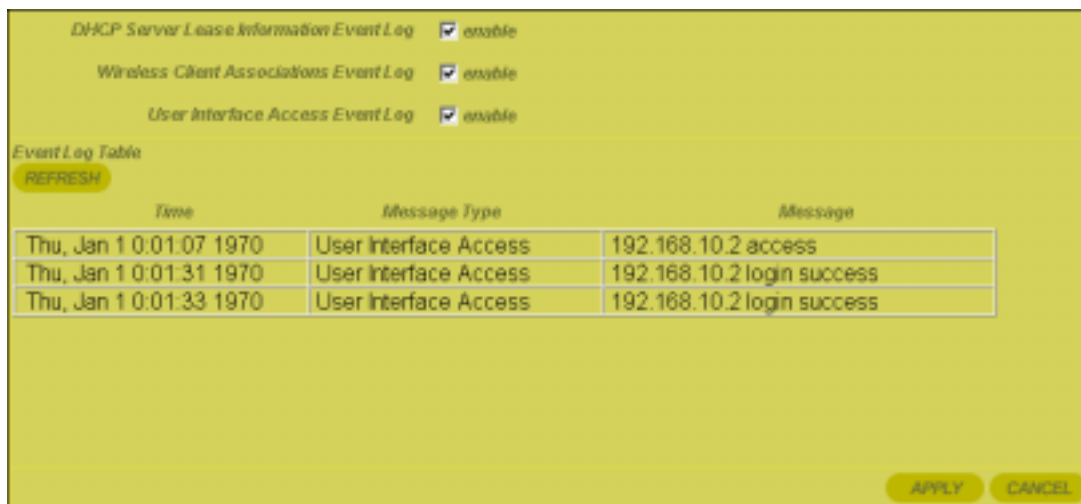 DHCP Server Lease Information Event Log enable
Wireless Client Associations Event Log enable
User Interface Access Event Log enable
Event Log Table
REFRESH
Time Message Type Message
Thu, Jan 1 0:01:07 1970 User Interface Access 192.168.10.2 access
Thu, Jan 1 0:01:31 1970 User Interface Access 192.168.10.2 login success
Thu, Jan 1 0:01:33 1970 User Interface Access 192.168.10.2 login success
APPLY CANCEL